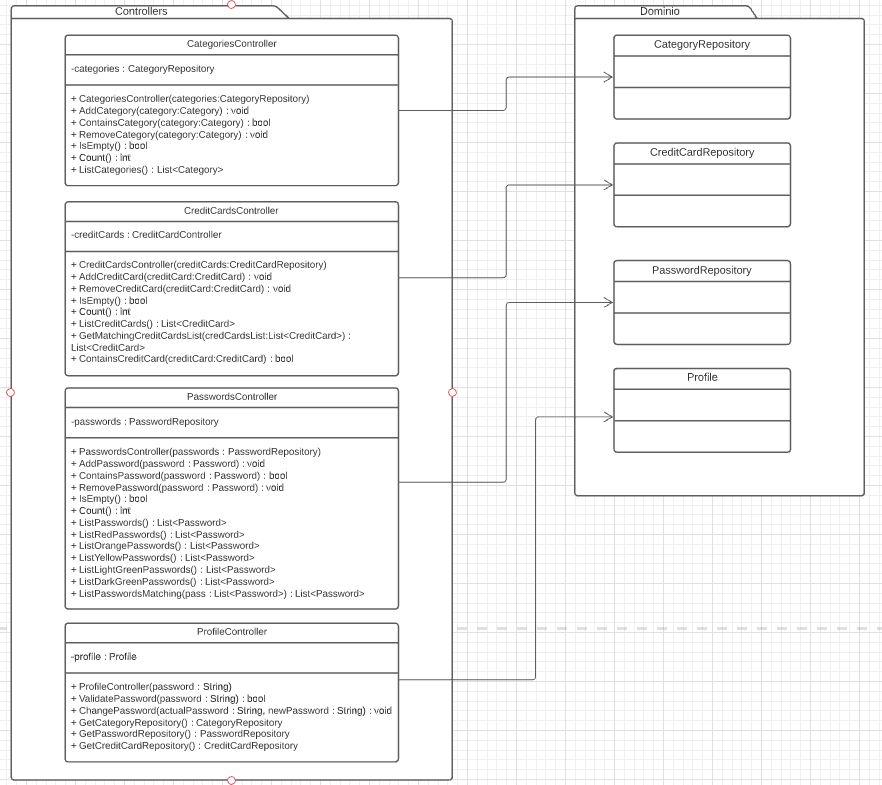 Controllers
CategoriesController
-categories : CategoryRepository
+ CategoriesController(categories:CategoryRepository)
+ AddCategory(category:Category) : void
+ ContainsCategory(category:Category) : bool
+ RemoveCategory(category:Category) : void
+ IsEmpty() : bool
+ Count() : int
+ ListCategories() : List<Category>
CreditCardsController
-creditCards : CreditCardController
+ CreditCardsController(creditCards:CreditCardRepository)
+ AddCreditCard(creditCard:CreditCard) : void
+ RemoveCreditCard(creditCard:CreditCard) : void
+ IsEmpty() : bool
+ Count() : int
+ ListCreditCards() : List<CreditCard>
+ GetMatchingCreditCardsList(credCardsList:List<CreditCard>) :
List<CreditCard>
+ ContainsCreditCard(creditCard:CreditCard) : bool
PasswordsController
-passwords : PasswordRepository
+ PasswordsController(passwords : PasswordRepository)
+ AddPassword(password : Password) : void
+ ContainsPassword(password : Password) : bool
+ RemovePassword(password : Password) : void
+ IsEmpty() : bool
+ Count() : int
+ ListPasswords() : List<Password>
+ ListRedPasswords() : List<Password>
+ ListOrangePasswords() : List<Password>
+ ListYellowPasswords() : List<Password>
+ ListLightGreenPasswords() : List<Password>
+ ListDarkGreenPasswords() : List<Password>
+ ListPasswordsMatching(pass : List<Password>) : List<Password>
ProfileController
-profile : Profile
+ ProfileController(password : String)
+ ValidatePassword(password : String) : bool
+ ChangePassword(actualPassword : String, newPassword : String) : void
+ GetCategoryRepository() : CategoryRepository
+ GetPasswordRepository() : PasswordRepository
+ GetCreditCardRepository() : CreditCardRepository
Dominio
CategoryRepository
CreditCardRepository
PasswordRepository
Profile